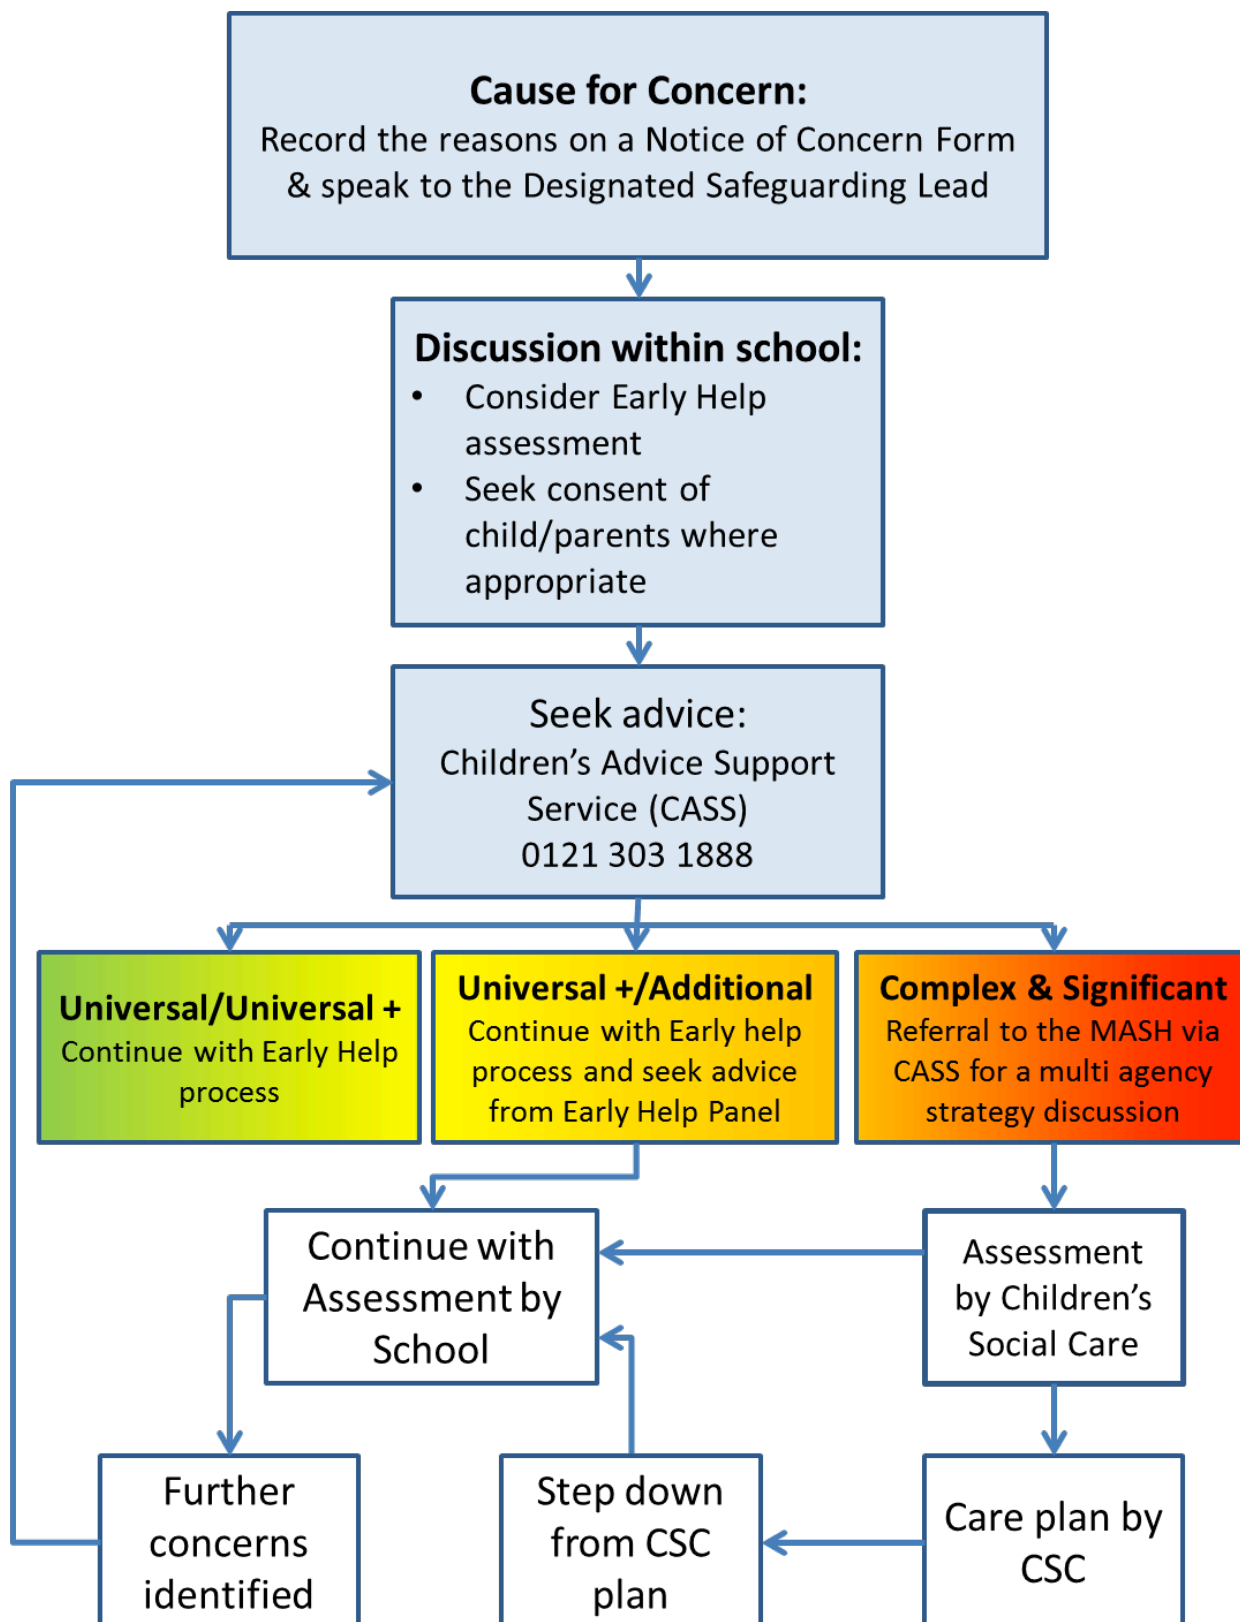 Cause for Concern:
Record the reasons on a Notice of Concern Form
& speak to the Designated Safeguarding Lead
Discussion within school:
• Consider Early Help
assessment
• Seek consent of
child/parents where
appropriate
Seek advice:
Children’s Advice Support
Service (CASS)
0121 303 1888
Universal/Universal +
Continue with Early Help
process
Universal +/Additional
Continue with Early help
process and seek advice
from Early Help Panel
Complex & Significant
Referral to the MASH via
CASS for a multi agency
strategy discussion
Continue with
Assessment by
School
Assessment
by Children’s
Social Care
Further
concerns
identified
Step down
from CSC
plan
Care plan by
CSC